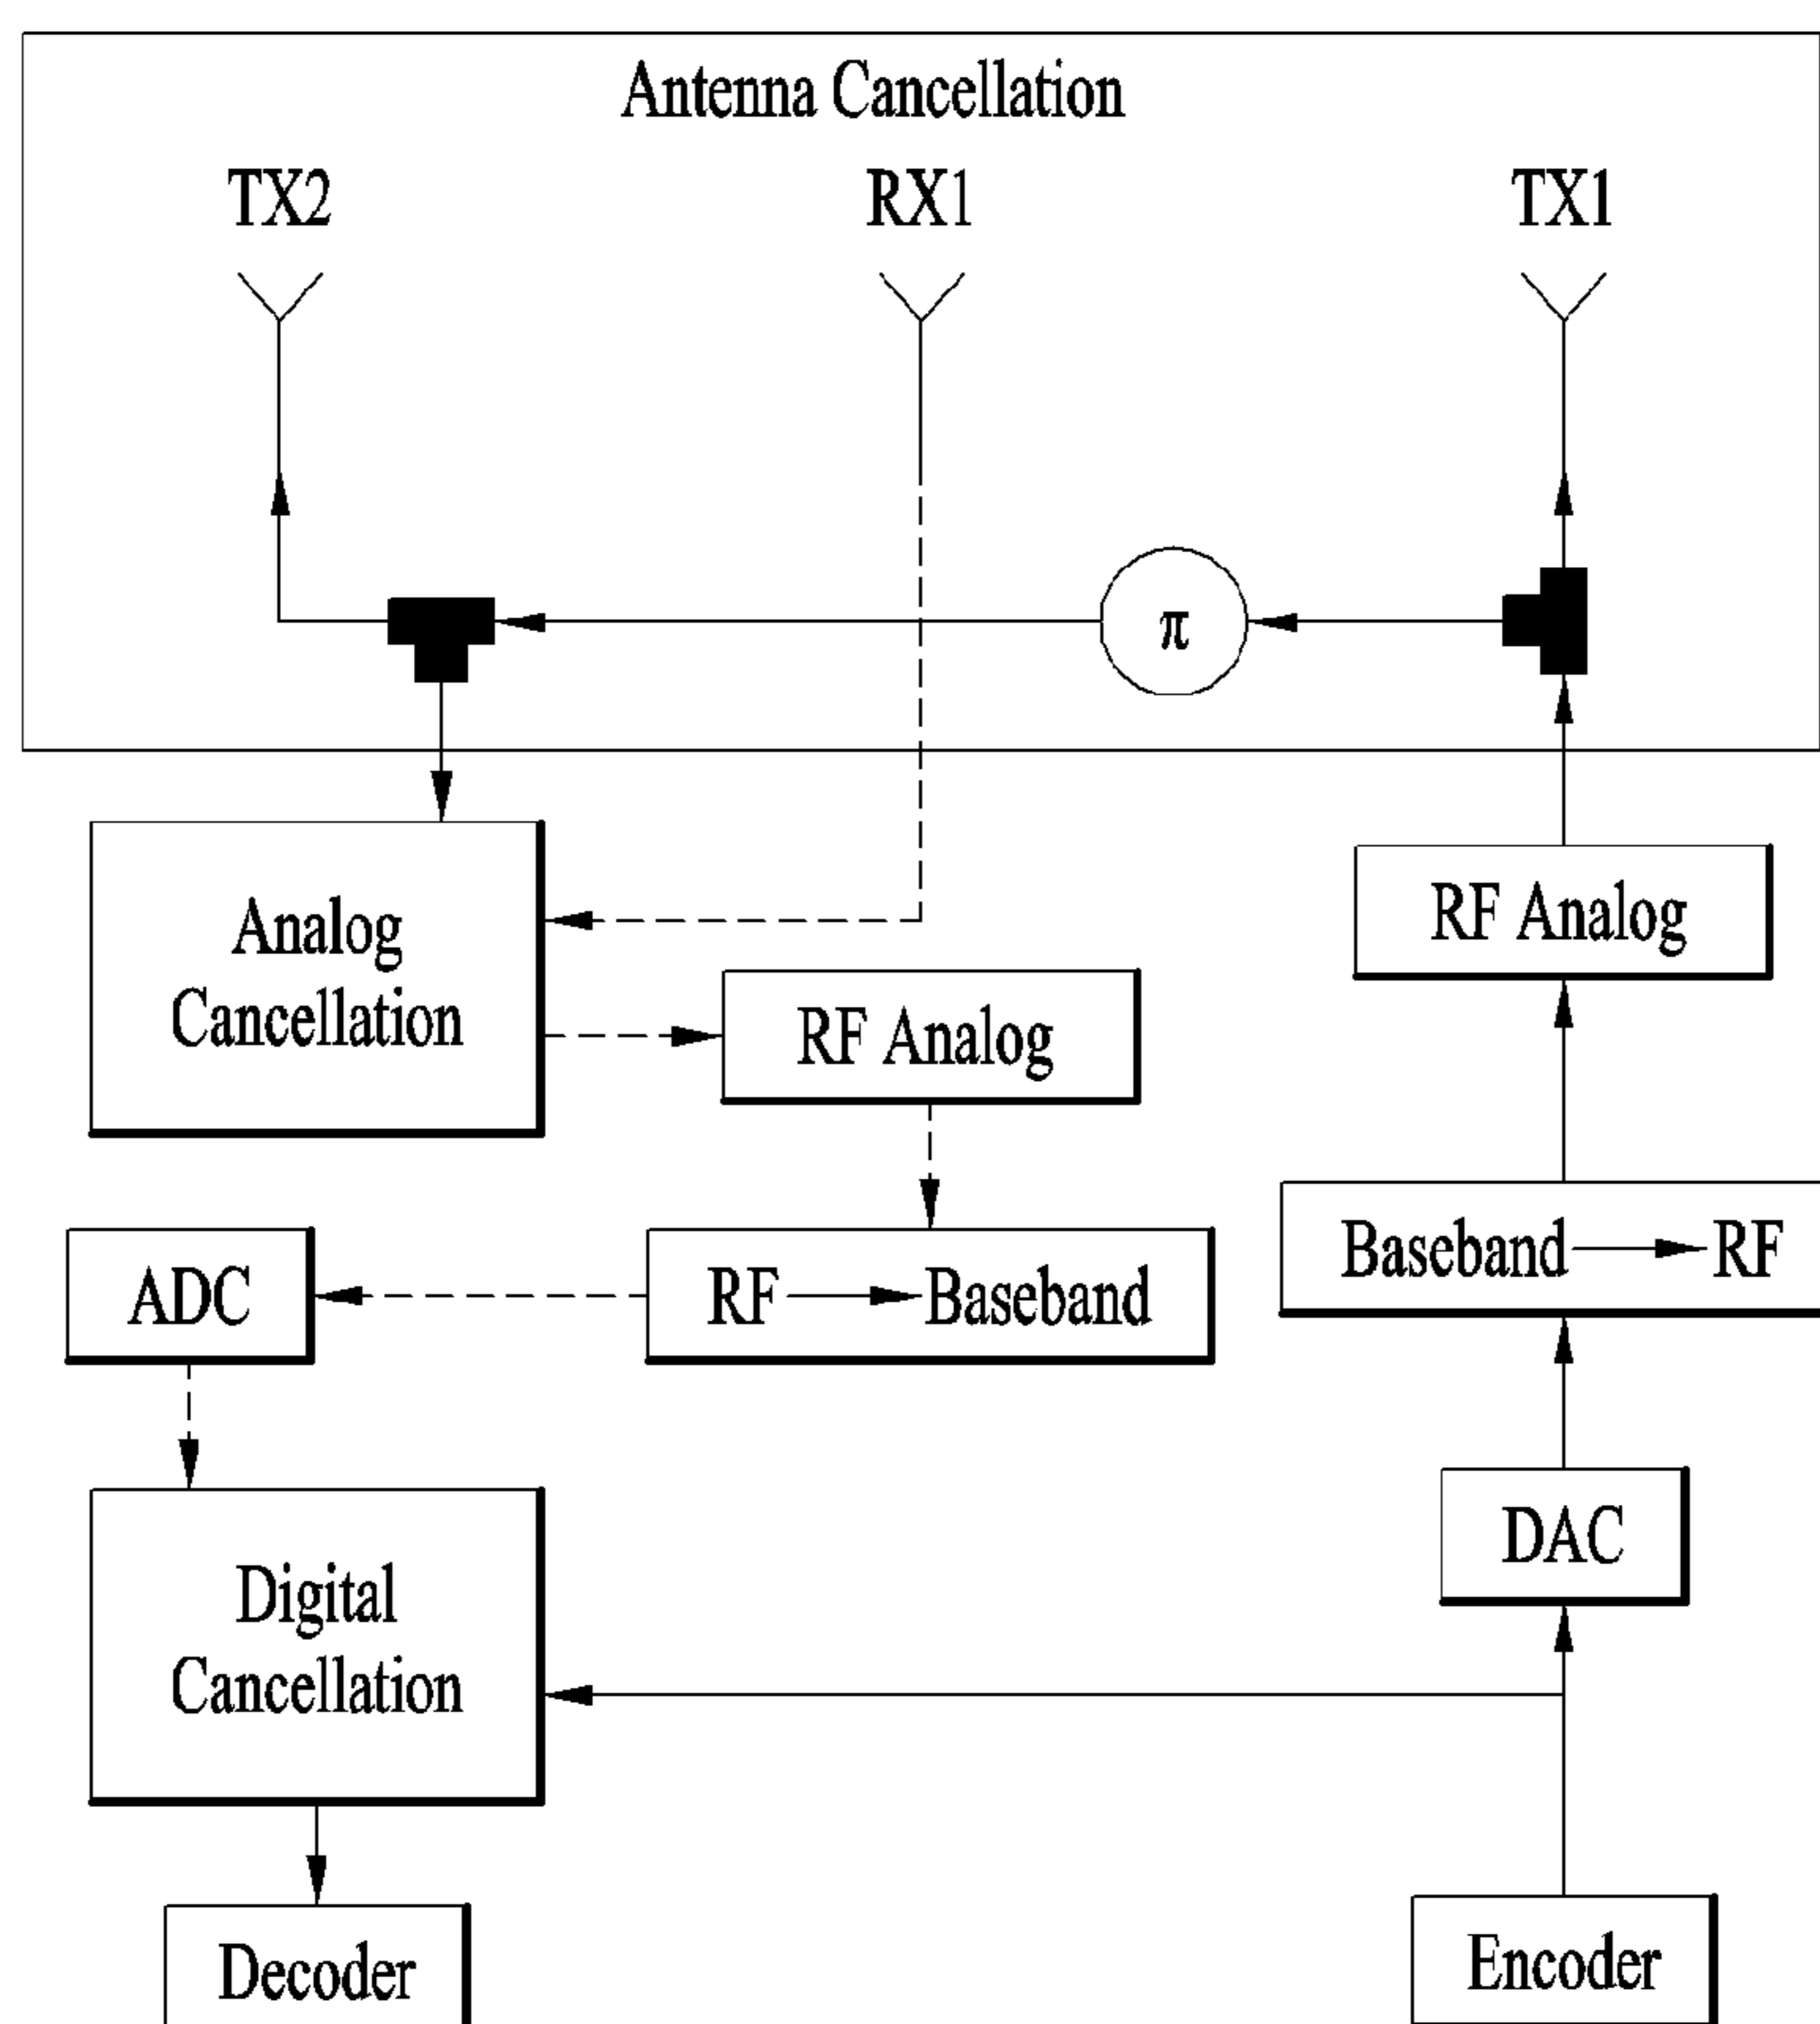 Antenna Cancellation
TX2
RX1
TX1
π
Analog
Cancellation
RF Analog
RF Analog
Baseband → RF
ADC
RF → Baseband
DAC
Digital
Cancellation
Decoder
Encoder